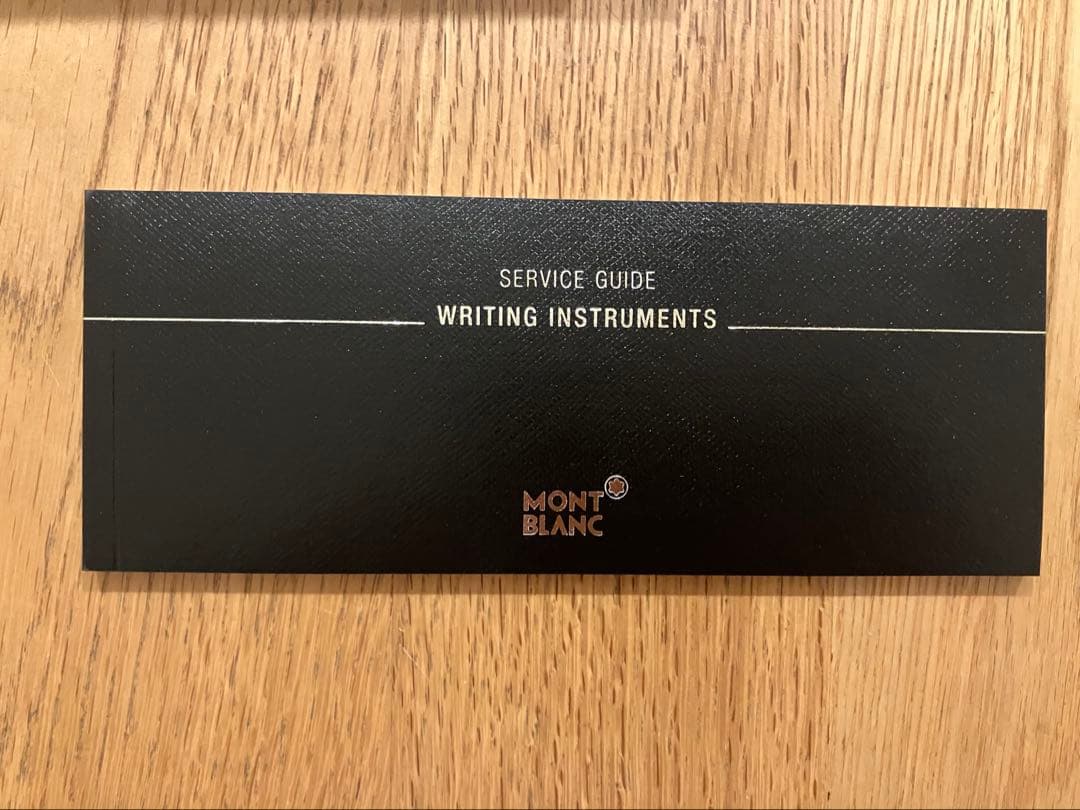 SERVICE GUIDE
WRITING INSTRUMENTS
MONT
BLANC